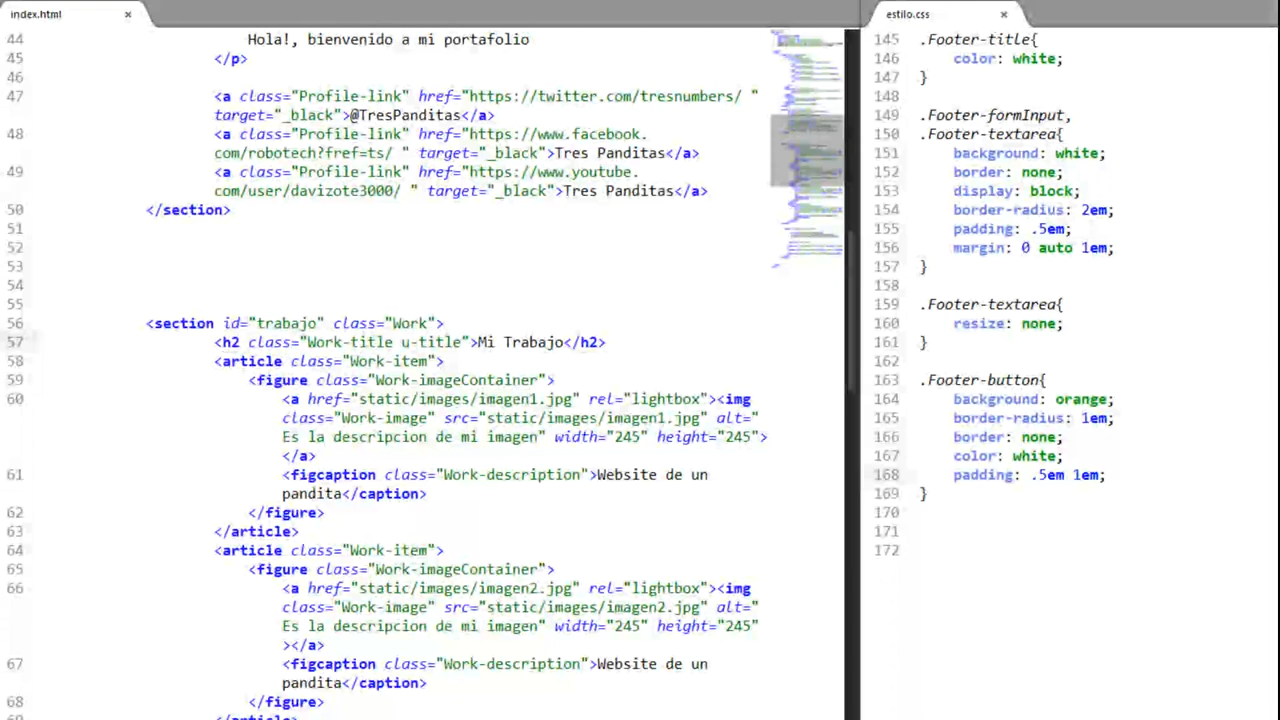 index.html ×
44 Hola!, bienvenido a mi portafolio
45 </p>
46
47 <a class="Profile-link" href="https://twitter.com/tresnumbers/ "
target="_black">@TresPanditas</a>
48 <a class="Profile-link" href="https://www.facebook.
com/robotech?fref=ts/ " target="_black">Tres Panditas</a>
49 <a class="Profile-link" href="https://www.youtube.
com/user/davizote3000/ " target="_black">Tres Panditas</a>
50 </section>
51
52
53
54
55
56 <section id="trabajo" class="Work">
57 <h2 class="Work-title u-title">Mi Trabajo</h2>
58 <article class="Work-item">
59 <figure class="Work-imageContainer">
60 <a href="static/images/imagen1.jpg" rel="lightbox"><img
class="Work-image" src="static/images/imagen1.jpg" alt="
Es la descripcion de mi imagen" width="245" height="245">
</a>
61 <figcaption class="Work-description">Website de un
pandita</caption>
62 </figure>
63 </article>
64 <article class="Work-item">
65 <figure class="Work-imageContainer">
66 <a href="static/images/imagen2.jpg" rel="lightbox"><img
class="Work-image" src="static/images/imagen2.jpg" alt="
Es la descripcion de mi imagen" width="245" height="245"
></a>
67 <figcaption class="Work-description">Website de un
pandita</caption>
68 </figure>
69 </article>
estilo.css ×
145 .Footer-title{
146 color: white;
147 }
148
149 .Footer-formInput,
150 .Footer-textarea{
151 background: white;
152 border: none;
153 display: block;
154 border-radius: 2em;
155 padding: .5em;
156 margin: 0 auto 1em;
157 }
158
159 .Footer-textarea{
160 resize: none;
161 }
162
163 .Footer-button{
164 background: orange;
165 border-radius: 1em;
166 border: none;
167 color: white;
168 padding: .5em 1em;
169 }
170
171
172